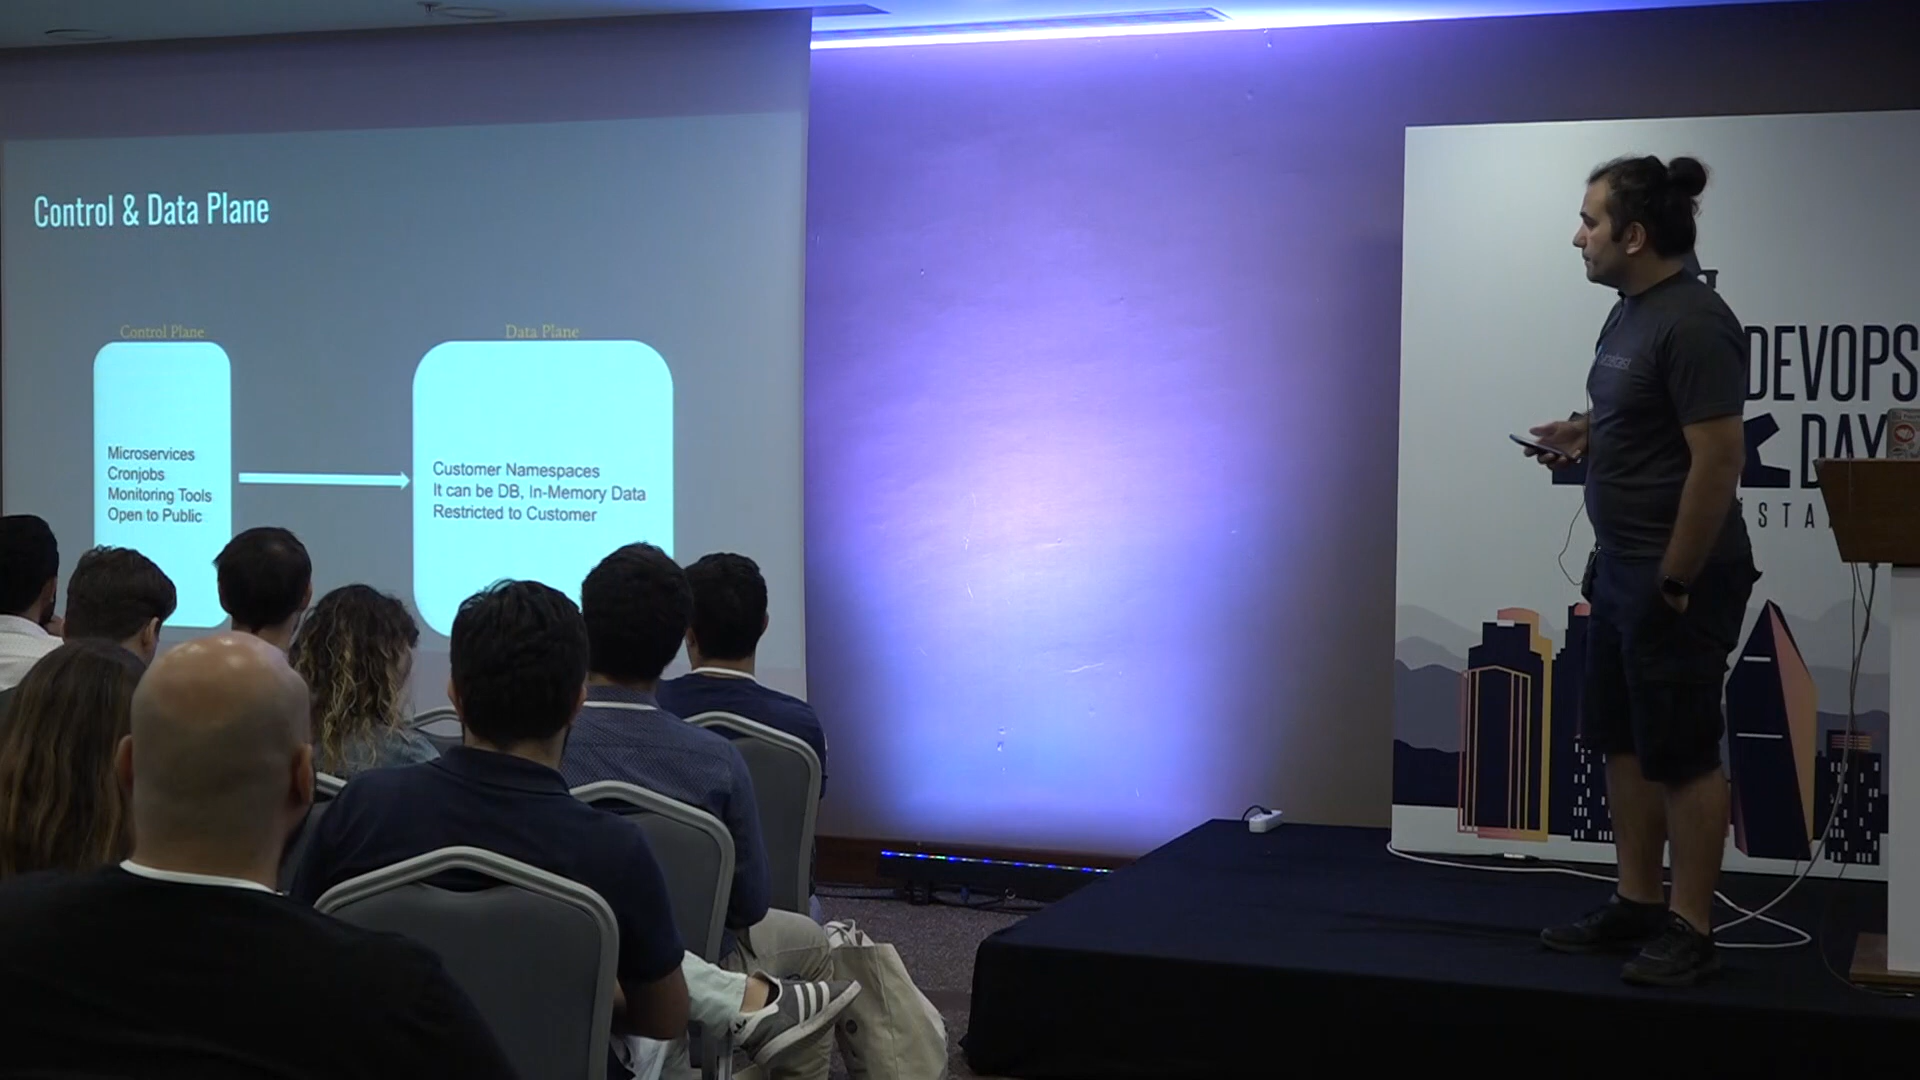 Control & Data Plane
Control Plane
Microservices
Cronjobs
Monitoring Tools
Open to Public
Data Plane
Customer Namespaces
It can be DB, In-Memory Data
Restricted to Customer
DEVOPS
DAY